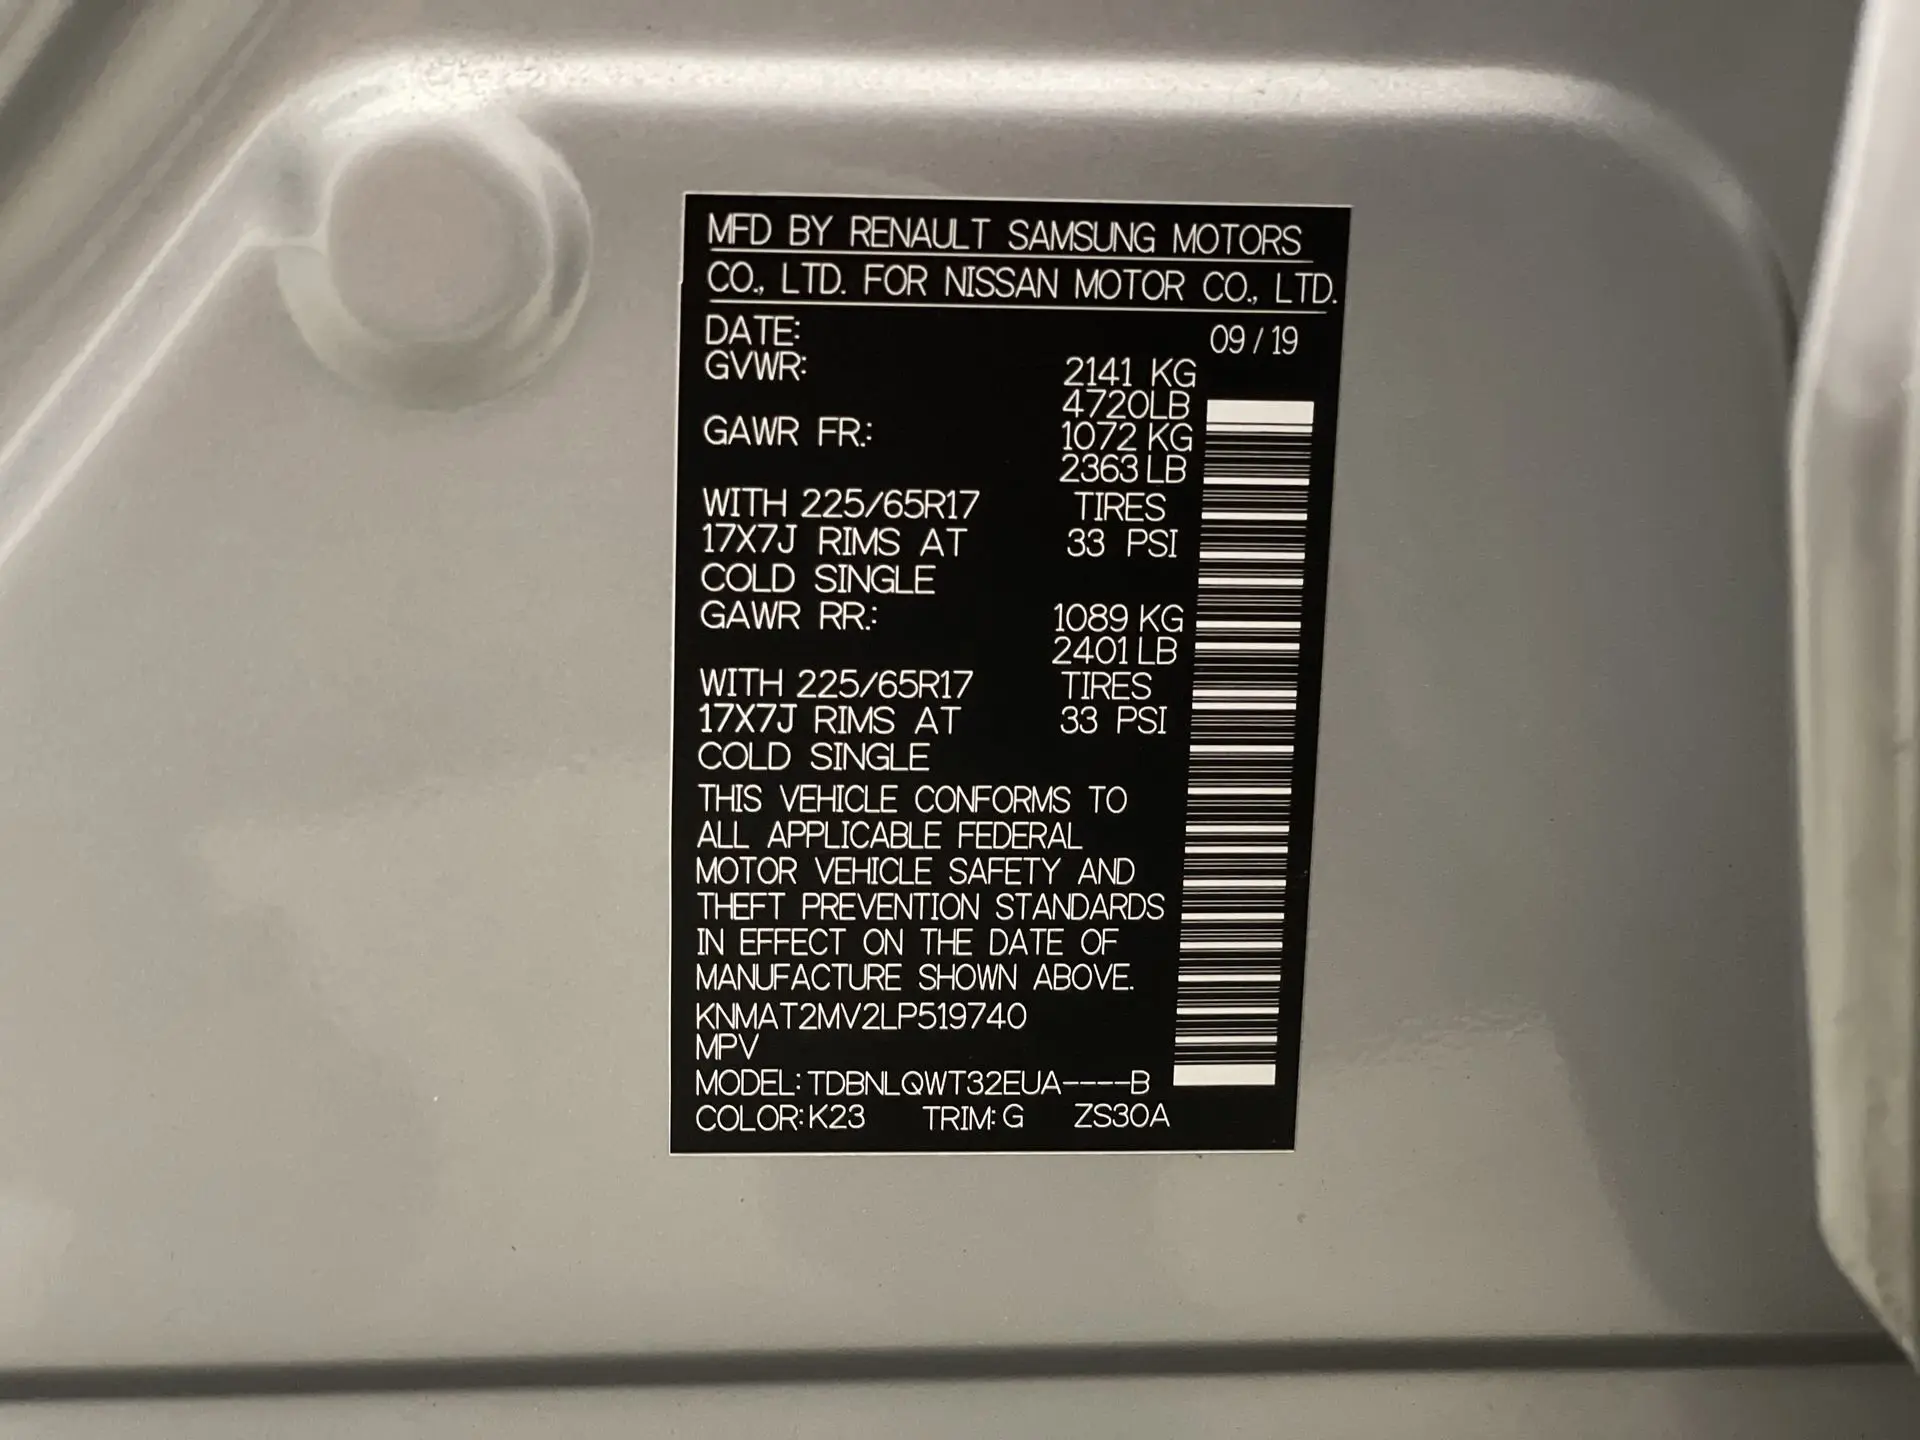 MFD BY RENAULT SAMSUNG MOTORS
CO., LTD. FOR NISSAN MOTOR CO., LTD.
DATE: 09 / 19
GVWR: 2141 KG
4720LB
GAWR FR.: 1072 KG
2363 LB
WITH 225/65R17 TIRES
17X7J RIMS AT 33 PSI
COLD SINGLE
GAWR RR.: 1089 KG
2401 LB
WITH 225/65R17 TIRES
17X7J RIMS AT 33 PSI
COLD SINGLE
THIS VEHICLE CONFORMS TO
ALL APPLICABLE FEDERAL
MOTOR VEHICLE SAFETY AND
THEFT PREVENTION STANDARDS
IN EFFECT ON THE DATE OF
MANUFACTURE SHOWN ABOVE.
KNMAT2MV2LP519740
MPV
MODEL: TDBNLQWT32EUA----B
COLOR: K23 TRIM: G ZS30A